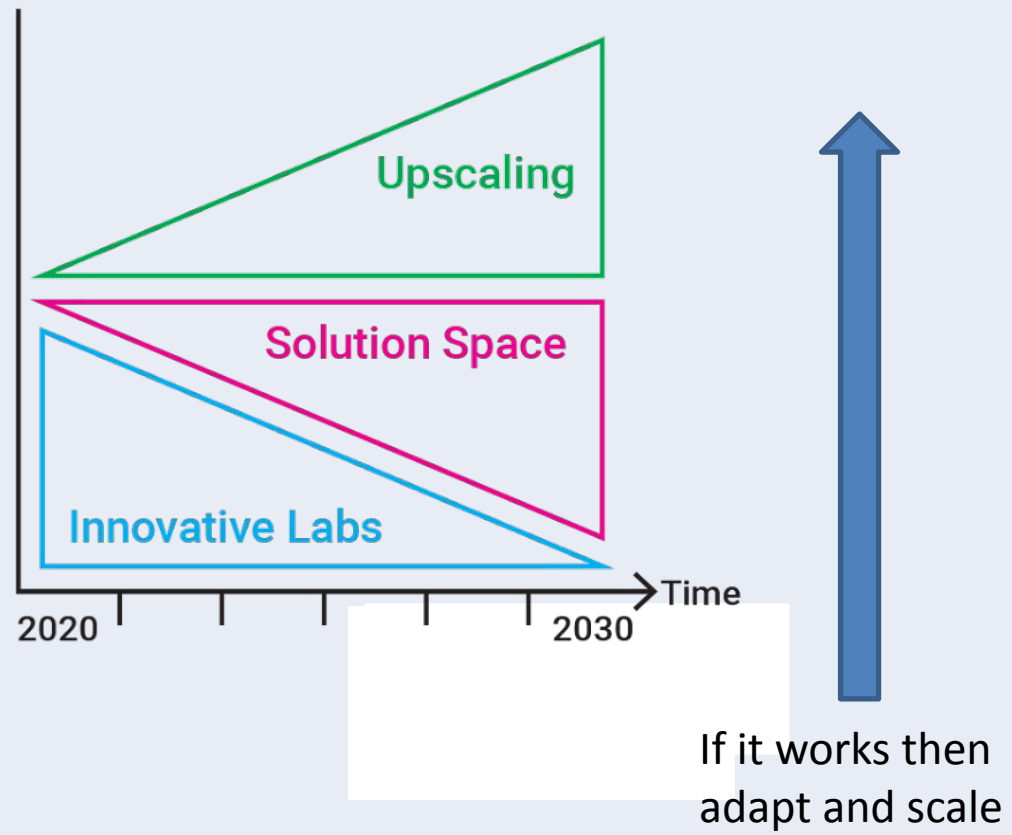 Upscaling
Solution Space
Innovative Labs
Time
2020
2030
If it works then
adapt and scale